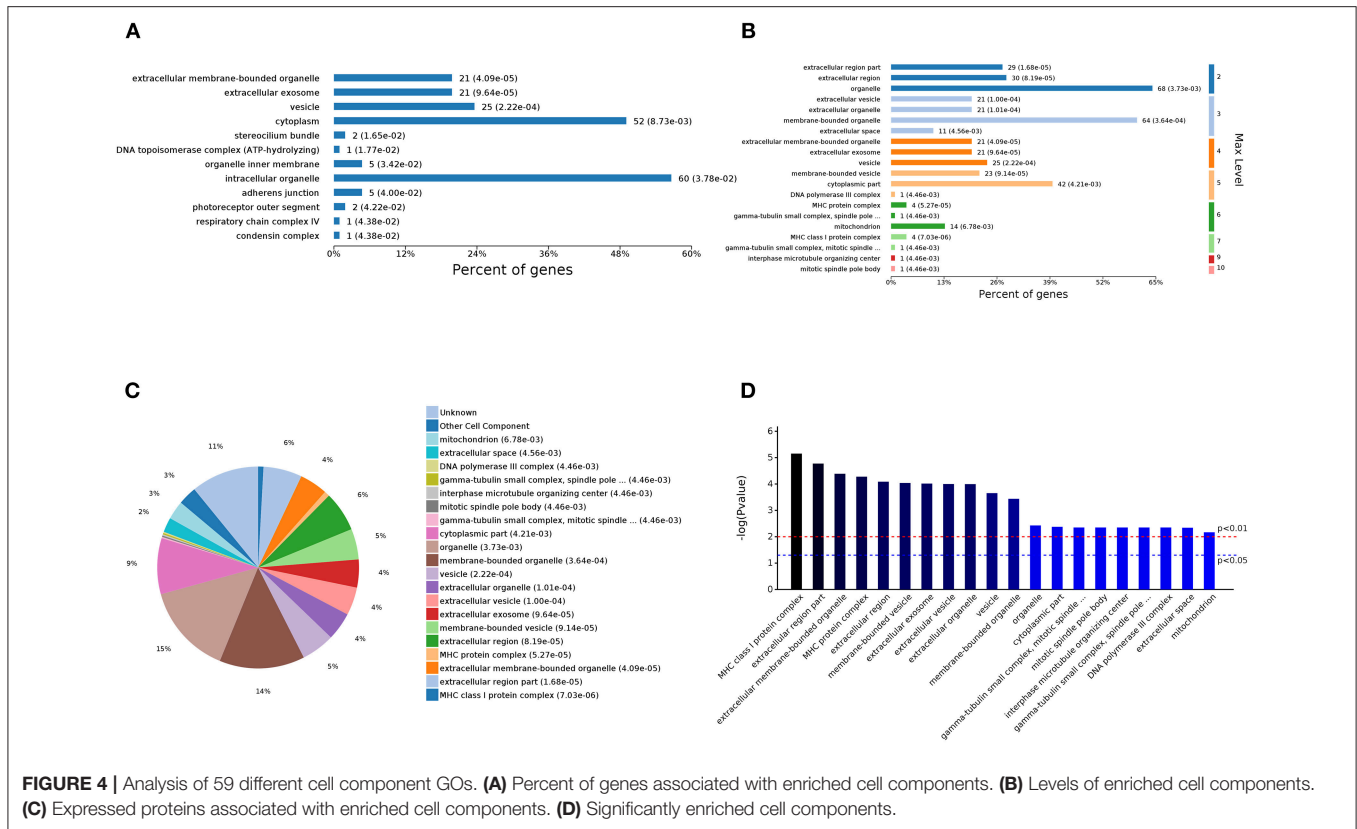 A
extracellular membrane-bounded organelle 21 (4.09e-05)
extracellular exosome 21 (9.64e-05)
vesicle 25 (2.22e-04)
cytoplasm 52 (8.73e-03)
stereocilium bundle 2 (1.65e-02)
DNA topoisomerase complex (ATP-hydrolyzing) 1 (1.77e-02)
organelle inner membrane 5 (3.42e-02)
intracellular organelle 60 (3.78e-02)
adherens junction 5 (4.00e-02)
photoreceptor outer segment 2 (4.22e-02)
respiratory chain complex IV 1 (4.38e-02)
condensin complex 1 (4.38e-02)
0% 12% 24% 36% 48% 60%
Percent of genes
B
extracellular region part 29 (1.68e-05)
extracellular region 30 (8.19e-05) 2
organelle 68 (3.73e-03)
extracellular vesicle 21 (1.00e-04)
extracellular organelle 21 (1.01e-04) 3
membrane-bounded organelle 64 (3.64e-04)
extracellular space 11 (4.56e-03)
extracellular membrane-bounded organelle 21 (4.09e-05)
extracellular exosome 21 (9.64e-05) 4
vesicle 25 (2.22e-04)
membrane-bounded vesicle 23 (9.14e-05)
cytoplasmic part 42 (4.21e-03) 5
DNA polymerase III complex 1 (4.46e-03)
MHC protein complex 4 (5.27e-05)
gamma-tubulin small complex, spindle pole ... 1 (4.46e-03) 6
mitochondrion 14 (6.78e-03)
MHC class I protein complex 4 (7.03e-06) 7
gamma-tubulin small complex, mitotic spindle ... 1 (4.46e-03)
interphase microtubule organizing center 1 (4.46e-03) 9
mitotic spindle pole body 1 (4.46e-03) 10
Max Level
0% 13% 26% 39% 52% 65%
Percent of genes
C
6%
4%
6%
5%
4%
4%
4%
5%
14%
15%
9%
2%
3%
3%
11%
Unknown
Other Cell Component
mitochondrion (6.78e-03)
extracellular space (4.56e-03)
DNA polymerase III complex (4.46e-03)
gamma-tubulin small complex, spindle pole ... (4.46e-03)
interphase microtubule organizing center (4.46e-03)
mitotic spindle pole body (4.46e-03)
gamma-tubulin small complex, mitotic spindle ... (4.46e-03)
cytoplasmic part (4.21e-03)
organelle (3.73e-03)
membrane-bounded organelle (3.64e-04)
vesicle (2.22e-04)
extracellular organelle (1.01e-04)
extracellular vesicle (1.00e-04)
extracellular exosome (9.64e-05)
membrane-bounded vesicle (9.14e-05)
extracellular region (8.19e-05)
MHC protein complex (5.27e-05)
extracellular membrane-bounded organelle (4.09e-05)
extracellular region part (1.68e-05)
MHC class I protein complex (7.03e-06)
D
-log(Pvalue)
6
5
4
3
2
1
0
p<0.01
p<0.05
MHC class I protein complex
extracellular region part
extracellular membrane-bounded organelle
MHC protein complex
extracellular region
membrane-bounded vesicle
extracellular exosome
extracellular vesicle
extracellular organelle
vesicle
membrane-bounded organelle
organelle
cytoplasmic part
gamma-tubulin small complex, mitotic spindle ...
mitotic spindle pole body
interphase microtubule organizing center
gamma-tubulin small complex, spindle pole ...
DNA polymerase III complex
extracellular space
mitochondrion
FIGURE 4 | Analysis of 59 different cell component GOs. (A) Percent of genes associated with enriched cell components. (B) Levels of enriched cell components.
(C) Expressed proteins associated with enriched cell components. (D) Significantly enriched cell components.